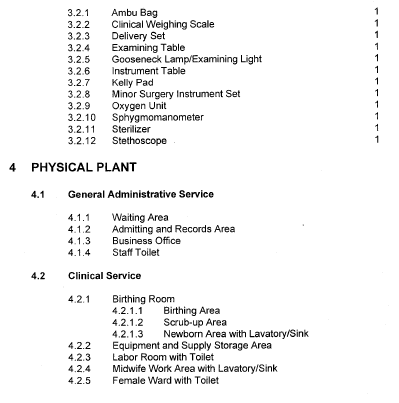 3.2.1 Ambu Bag 1
3.2.2 Clinical Weighing Scale 1
3.2.3 Delivery Set 1
3.2.4 Examining Table 1
3.2.5 Gooseneck Lamp/Examining Light 1
3.2.6 Instrument Table 1
3.2.7 Kelly Pad 1
3.2.8 Minor Surgery Instrument Set 1
3.2.9 Oxygen Unit 1
3.2.10 Sphygmomanometer 1
3.2.11 Sterilizer 1
3.2.12 Stethoscope 1
4 PHYSICAL PLANT
4.1 General Administrative Service
4.1.1 Waiting Area
4.1.2 Admitting and Records Area
4.1.3 Business Office
4.1.4 Staff Toilet
4.2 Clinical Service
4.2.1 Birthing Room
4.2.1.1 Birthing Area
4.2.1.2 Scrub-up Area
4.2.1.3 Newborn Area with Lavatory/Sink
4.2.2 Equipment and Supply Storage Area
4.2.3 Labor Room with Toilet
4.2.4 Midwife Work Area with Lavatory/Sink
4.2.5 Female Ward with Toilet